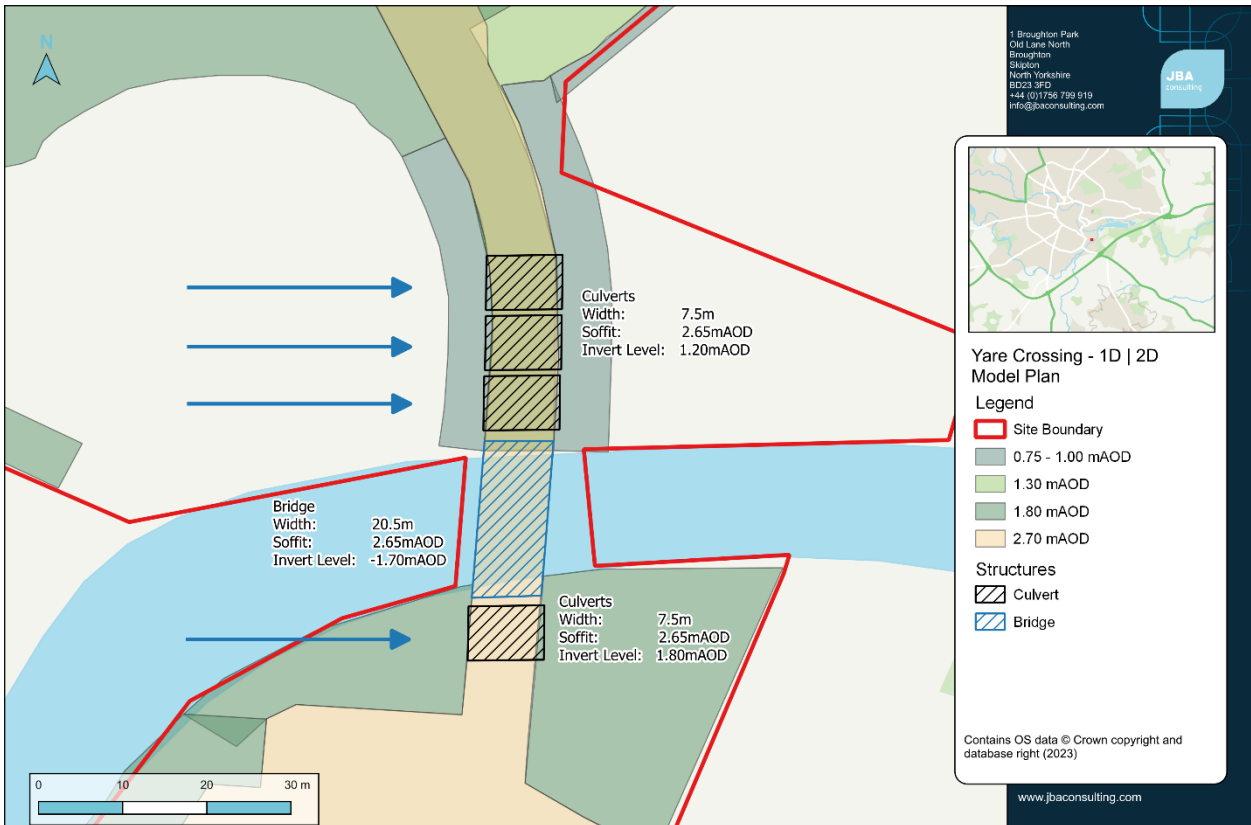 N
1 Broughton Park
Old Lane North
Broughton
Skipton
North Yorkshire
BD23 3FD
+44 (0)1756 799 919
info@jbaconsulting.com
JBA
consulting
Culverts
Width: 7.5m
Soffit: 2.65mAOD
Invert Level: 1.20mAOD
Bridge
Width: 20.5m
Soffit: 2.65mAOD
Invert Level: -1.70mAOD
Culverts
Width: 7.5m
Soffit: 2.65mAOD
Invert Level: 1.80mAOD
Yare Crossing - 1D | 2D
Model Plan
Legend
Site Boundary
0.75 - 1.00 mAOD
1.30 mAOD
1.80 mAOD
2.70 mAOD
Structures
Culvert
Bridge
Contains OS data © Crown copyright and
database right (2023)
0 10 20 30 m
www.jbaconsulting.com